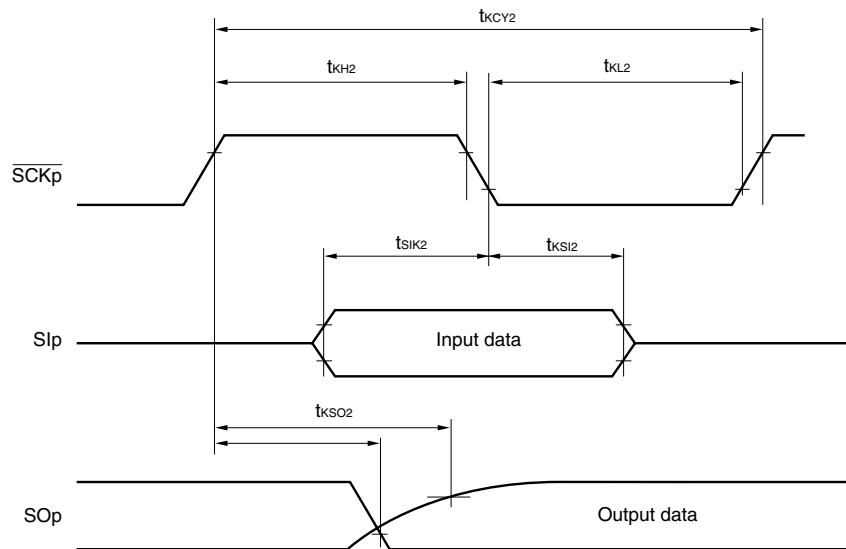 tKCY2
tKH2
tKL2
SCKp
tSIK2
tKSI2
SIp
Input data
tKSO2
SOp
Output data